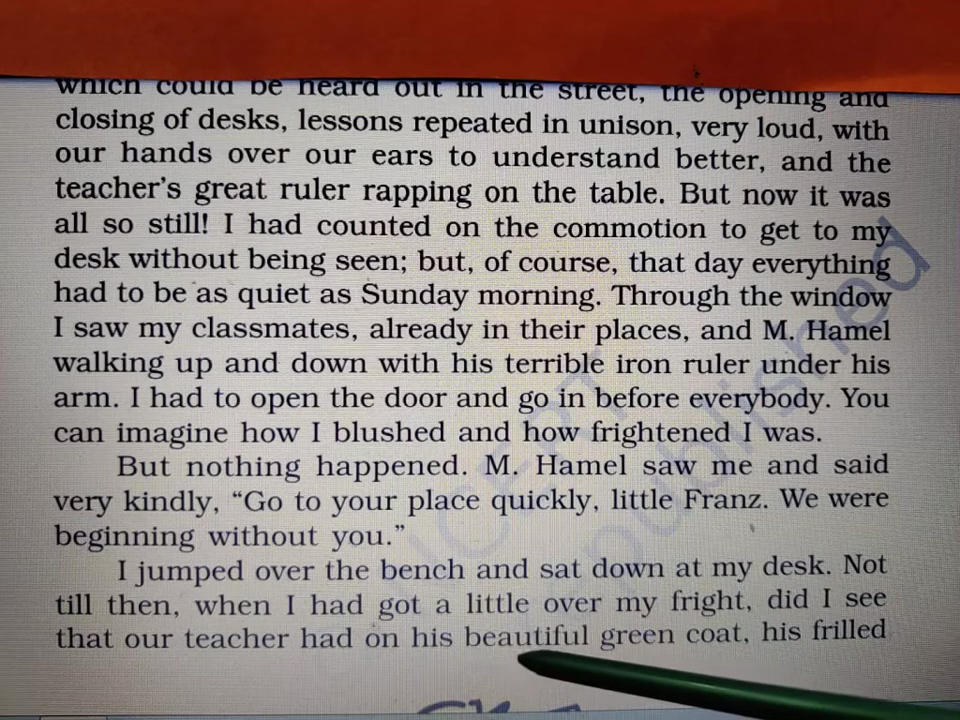 which could be heard out in the street, the opening and
closing of desks, lessons repeated in unison, very loud, with
our hands over our ears to understand better, and the
teacher's great ruler rapping on the table. But now it was
all so still! I had counted on the commotion to get to my
desk without being seen; but, of course, that day everything
had to be as quiet as Sunday morning. Through the window
I saw my classmates, already in their places, and M. Hamel
walking up and down with his terrible iron ruler under his
arm. I had to open the door and go in before everybody. You
can imagine how I blushed and how frightened I was.
But nothing happened. M. Hamel saw me and said
very kindly, “Go to your place quickly, little Franz. We were
beginning without you.”
I jumped over the bench and sat down at my desk. Not
till then, when I had got a little over my fright, did I see
that our teacher had on his beautiful green coat, his frilled
NCERT
published